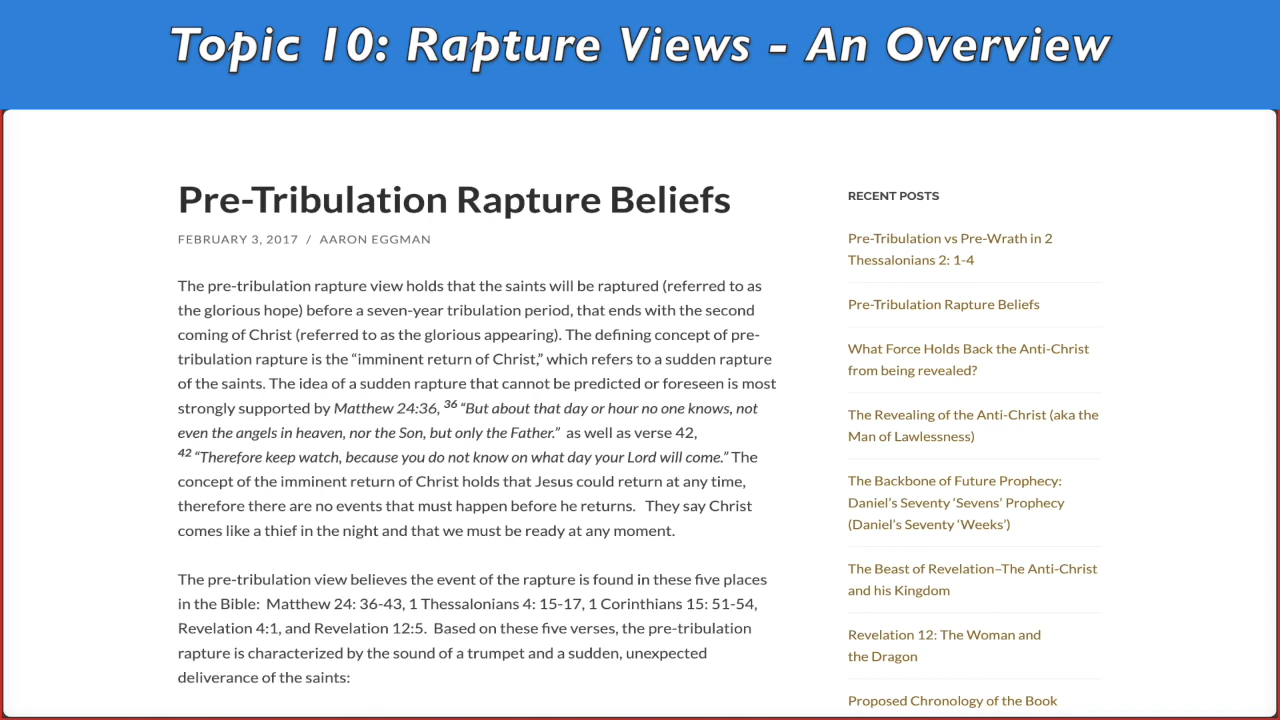 Topic 10: Rapture Views - An Overview
Pre-Tribulation Rapture Beliefs
FEBRUARY 3, 2017 / AARON EGGMAN
The pre-tribulation rapture view holds that the saints will be raptured (referred to as
the glorious hope) before a seven-year tribulation period, that ends with the second
coming of Christ (referred to as the glorious appearing). The defining concept of pre-
tribulation rapture is the “imminent return of Christ,” which refers to a sudden rapture
of the saints. The idea of a sudden rapture that cannot be predicted or foreseen is most
strongly supported by Matthew 24:36, 36 “But about that day or hour no one knows, not
even the angels in heaven, nor the Son, but only the Father.” as well as verse 42,
42 “Therefore keep watch, because you do not know on what day your Lord will come.” The
concept of the imminent return of Christ holds that Jesus could return at any time,
therefore there are no events that must happen before he returns. They say Christ
comes like a thief in the night and that we must be ready at any moment.
The pre-tribulation view believes the event of the rapture is found in these five places
in the Bible: Matthew 24: 36-43, 1 Thessalonians 4: 15-17, 1 Corinthians 15: 51-54,
Revelation 4:1, and Revelation 12:5. Based on these five verses, the pre-tribulation
rapture is characterized by the sound of a trumpet and a sudden, unexpected
deliverance of the saints:
RECENT POSTS
Pre-Tribulation vs Pre-Wrath in 2
Thessalonians 2: 1-4
Pre-Tribulation Rapture Beliefs
What Force Holds Back the Anti-Christ
from being revealed?
The Revealing of the Anti-Christ (aka the
Man of Lawlessness)
The Backbone of Future Prophecy:
Daniel’s Seventy ‘Sevens’ Prophecy
(Daniel’s Seventy ‘Weeks’)
The Beast of Revelation–The Anti-Christ
and his Kingdom
Revelation 12: The Woman and
the Dragon
Proposed Chronology of the Book